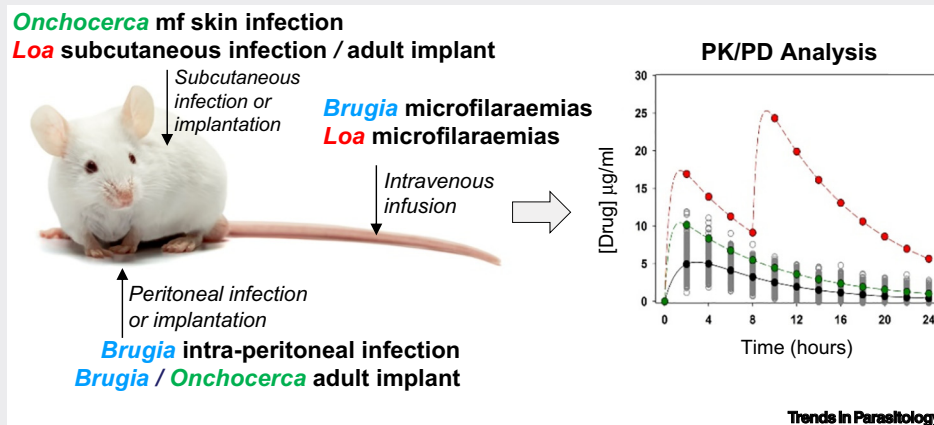 Onchocerca mf skin infection
Loa subcutaneous infection / adult implant
Subcutaneous
infection or
implantation
Brugia microfilaraemias
Loa microfilaraemias
Intravenous
infusion
Peritoneal infection
or implantation
Brugia intra-peritoneal infection
Brugia / Onchocerca adult implant
PK/PD Analysis
[Drug] µg/ml
30
25
20
15
10
5
0
0 4 8 12 16 20 24
Time (hours)
Trends in Parasitology